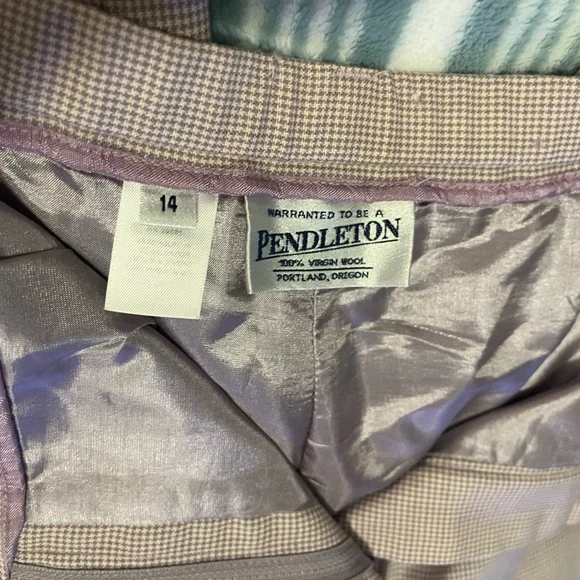 14
WARRANTED TO BE A
PENDLETON
100% VIRGIN WOOL
PORTLAND, OREGON